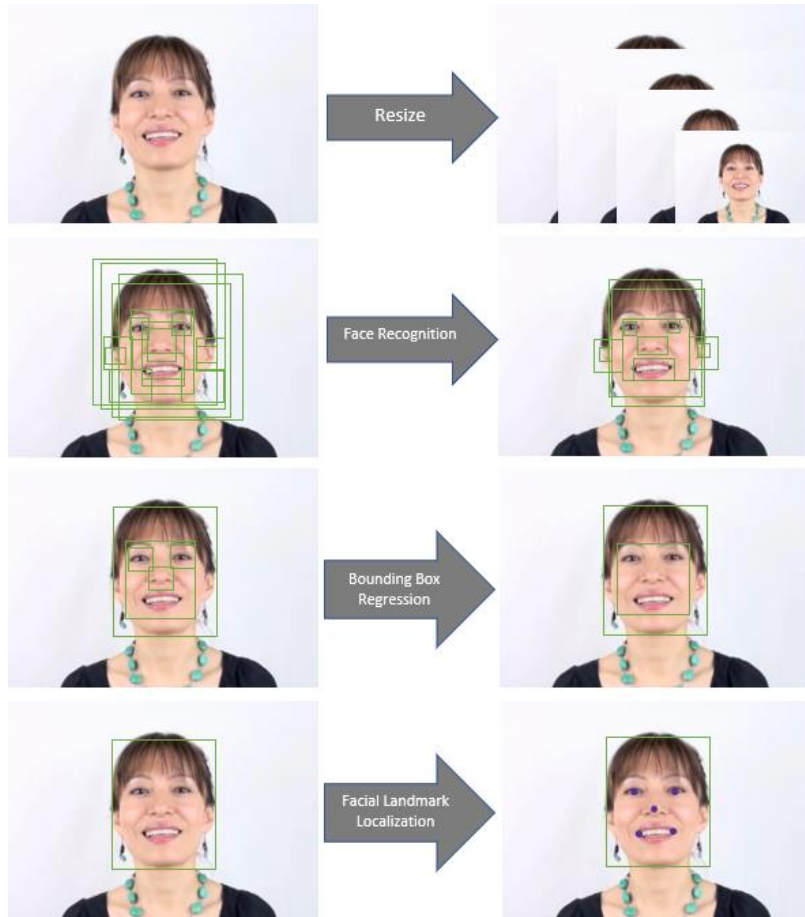 Resize
Face Recognition
Bounding Box
Regression
Facial Landmark
Localization